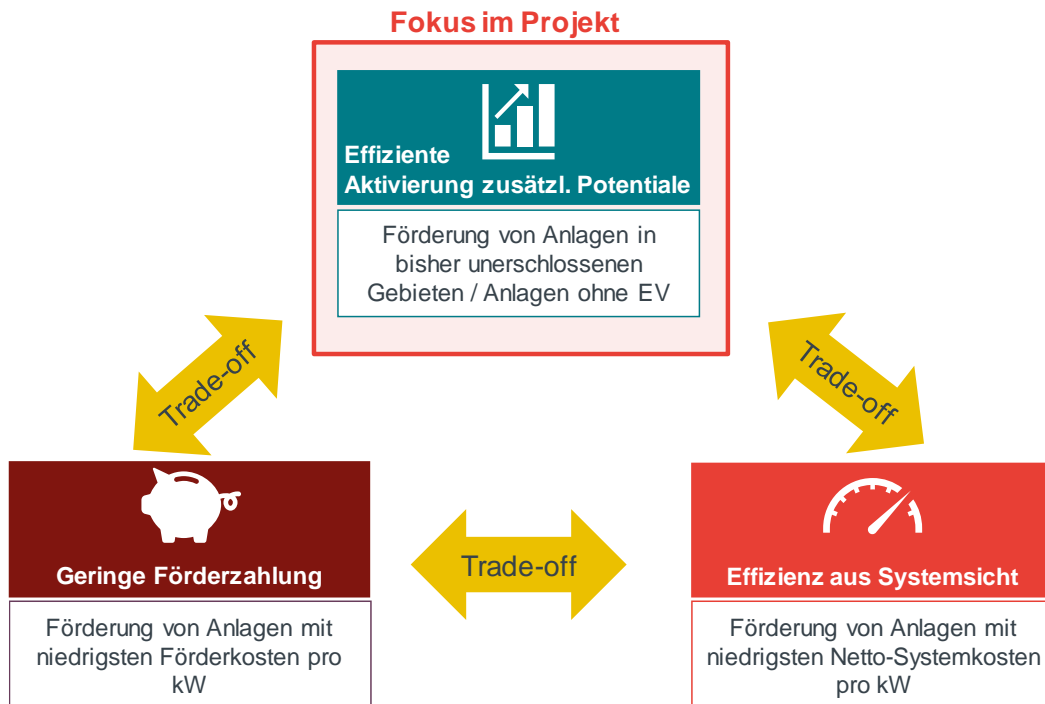 Fokus im Projekt
Effiziente
Aktivierung zusätzl. Potentiale
Förderung von Anlagen in
bisher unerschlossenen
Gebieten / Anlagen ohne EV
Trade-off
Trade-off
Geringe Förderzahlung
Förderung von Anlagen mit
niedrigsten Förderkosten pro
kW
Trade-off
Effizienz aus Systemsicht
Förderung von Anlagen mit
niedrigsten Netto-Systemkosten
pro kW